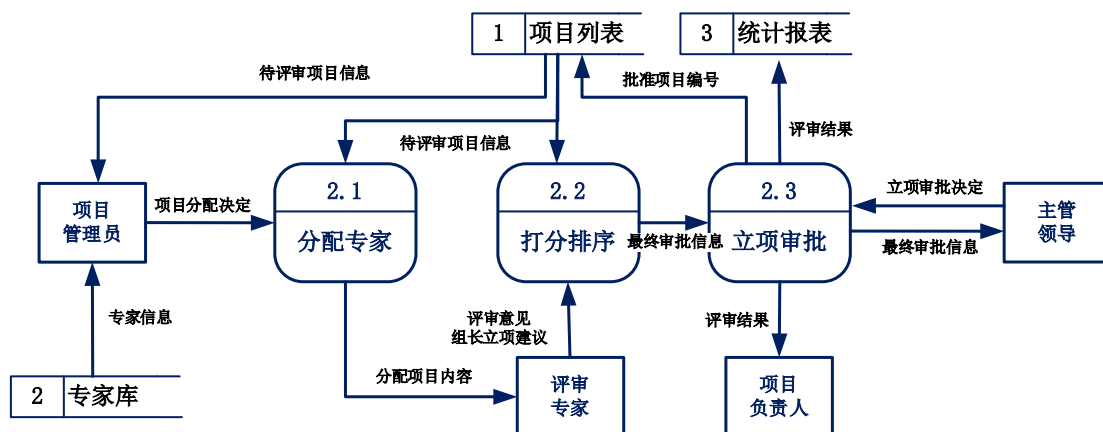 1 项目列表
3 统计报表
待评审项目信息
批准项目编号
评审结果
待评审项目信息
2.1
分配专家
2.2
打分排序
2.3
立项审批
项目
管理员
项目分配决定
最终审批信息
立项审批决定
最终审批信息
主管
领导
专家信息
评审意见
组长立项建议
评审结果
2 专家库
分配项目内容
评审
专家
项目
负责人